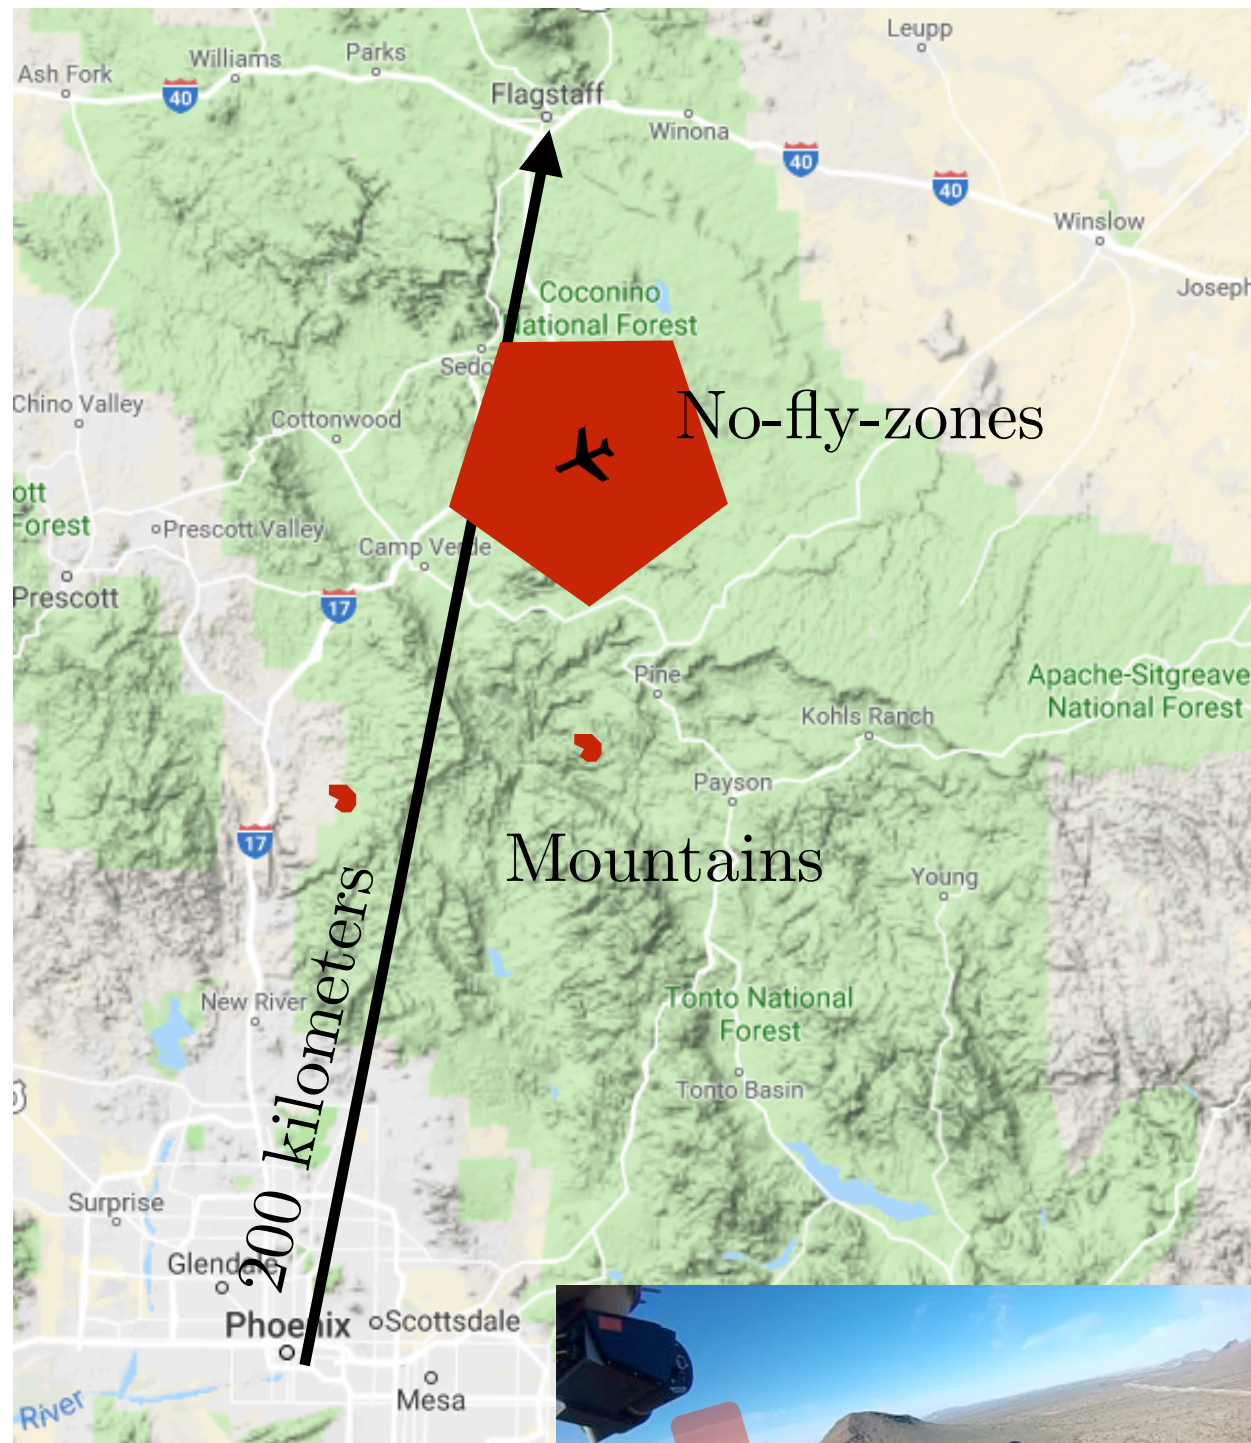 Leupp
Williams
Parks
Ash Fork
40
Flagstaff
Winona
40
40
Winslow
Coconino
National Forest
Joseph
Sedo
Chino Valley
Cottonwood
No-fly-zones
ott
Forest
Prescott Valley
Camp Verde
Prescott
17
Pine
Apache-Sitgreave
National Forest
Kohls Ranch
Payson
17
Mountains
Young
200 kilometers
New River
Tonto National
Forest
Tonto Basin
Surprise
Glendale
Phoenix
Scottsdale
Mesa
River